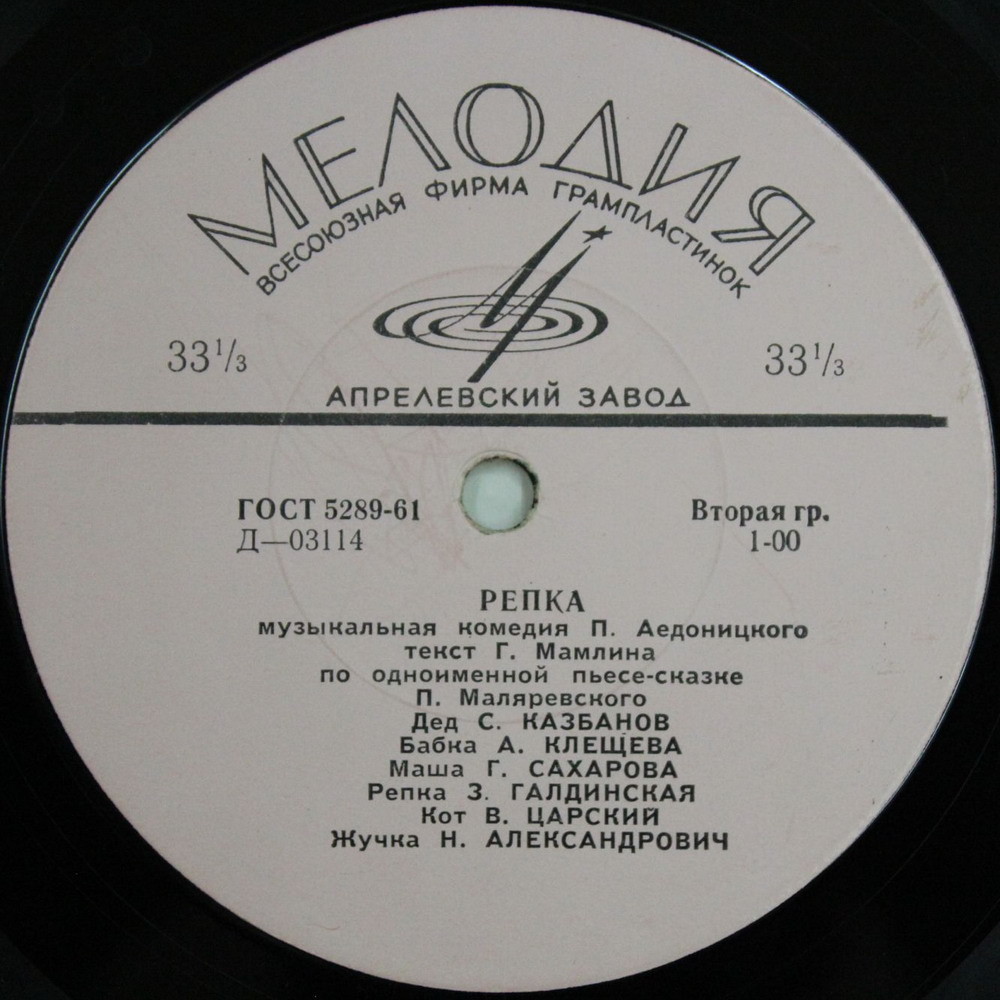 МЕЛОДИЯ
ВСЕСОЮЗНАЯ ФИРМА ГРАМПЛАСТИНОК
33⅓ 33⅓
АПРЕЛЕВСКИЙ ЗАВОД
ГОСТ 5289-61 Вторая гр.
Д—03114 1-00
РЕПКА
музыкальная комедия П. Аедоницкого
текст Г. Мамлина
по одноименной пьесе-сказке
П. Маляревского
Дед С. КАЗБАНОВ
Бабка А. КЛЕЩЕВА
Маша Г. САХАРОВА
Репка З. ГАЛДИНСКАЯ
Кот В. ЦАРСКИЙ
Жучка Н. АЛЕКСАНДРОВИЧ